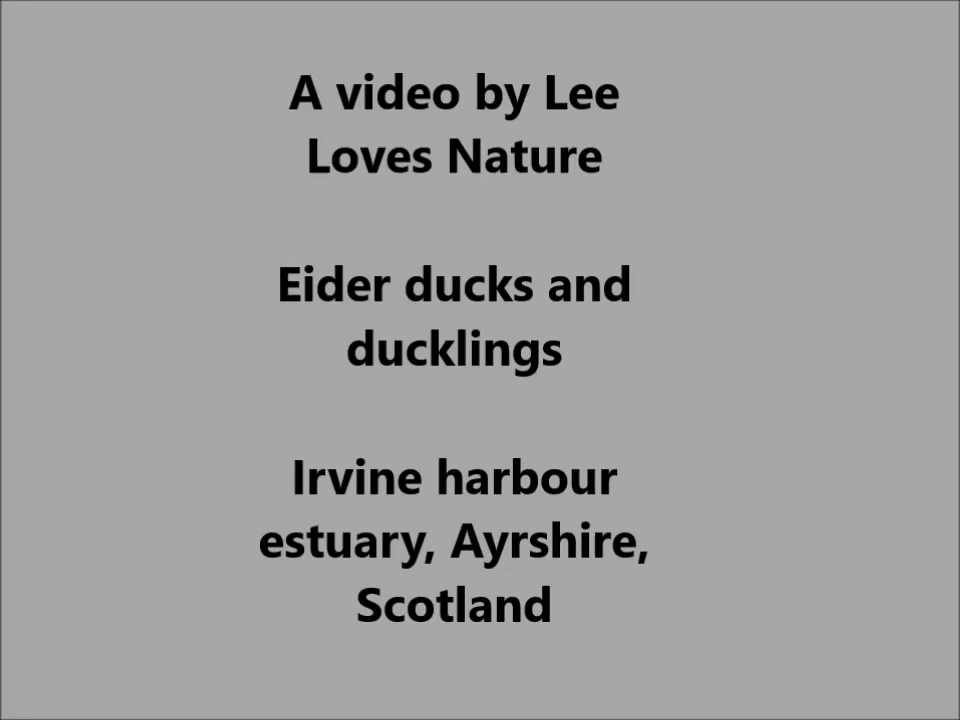 A video by Lee
Loves Nature
Eider ducks and
ducklings
Irvine harbour
estuary, Ayrshire,
Scotland